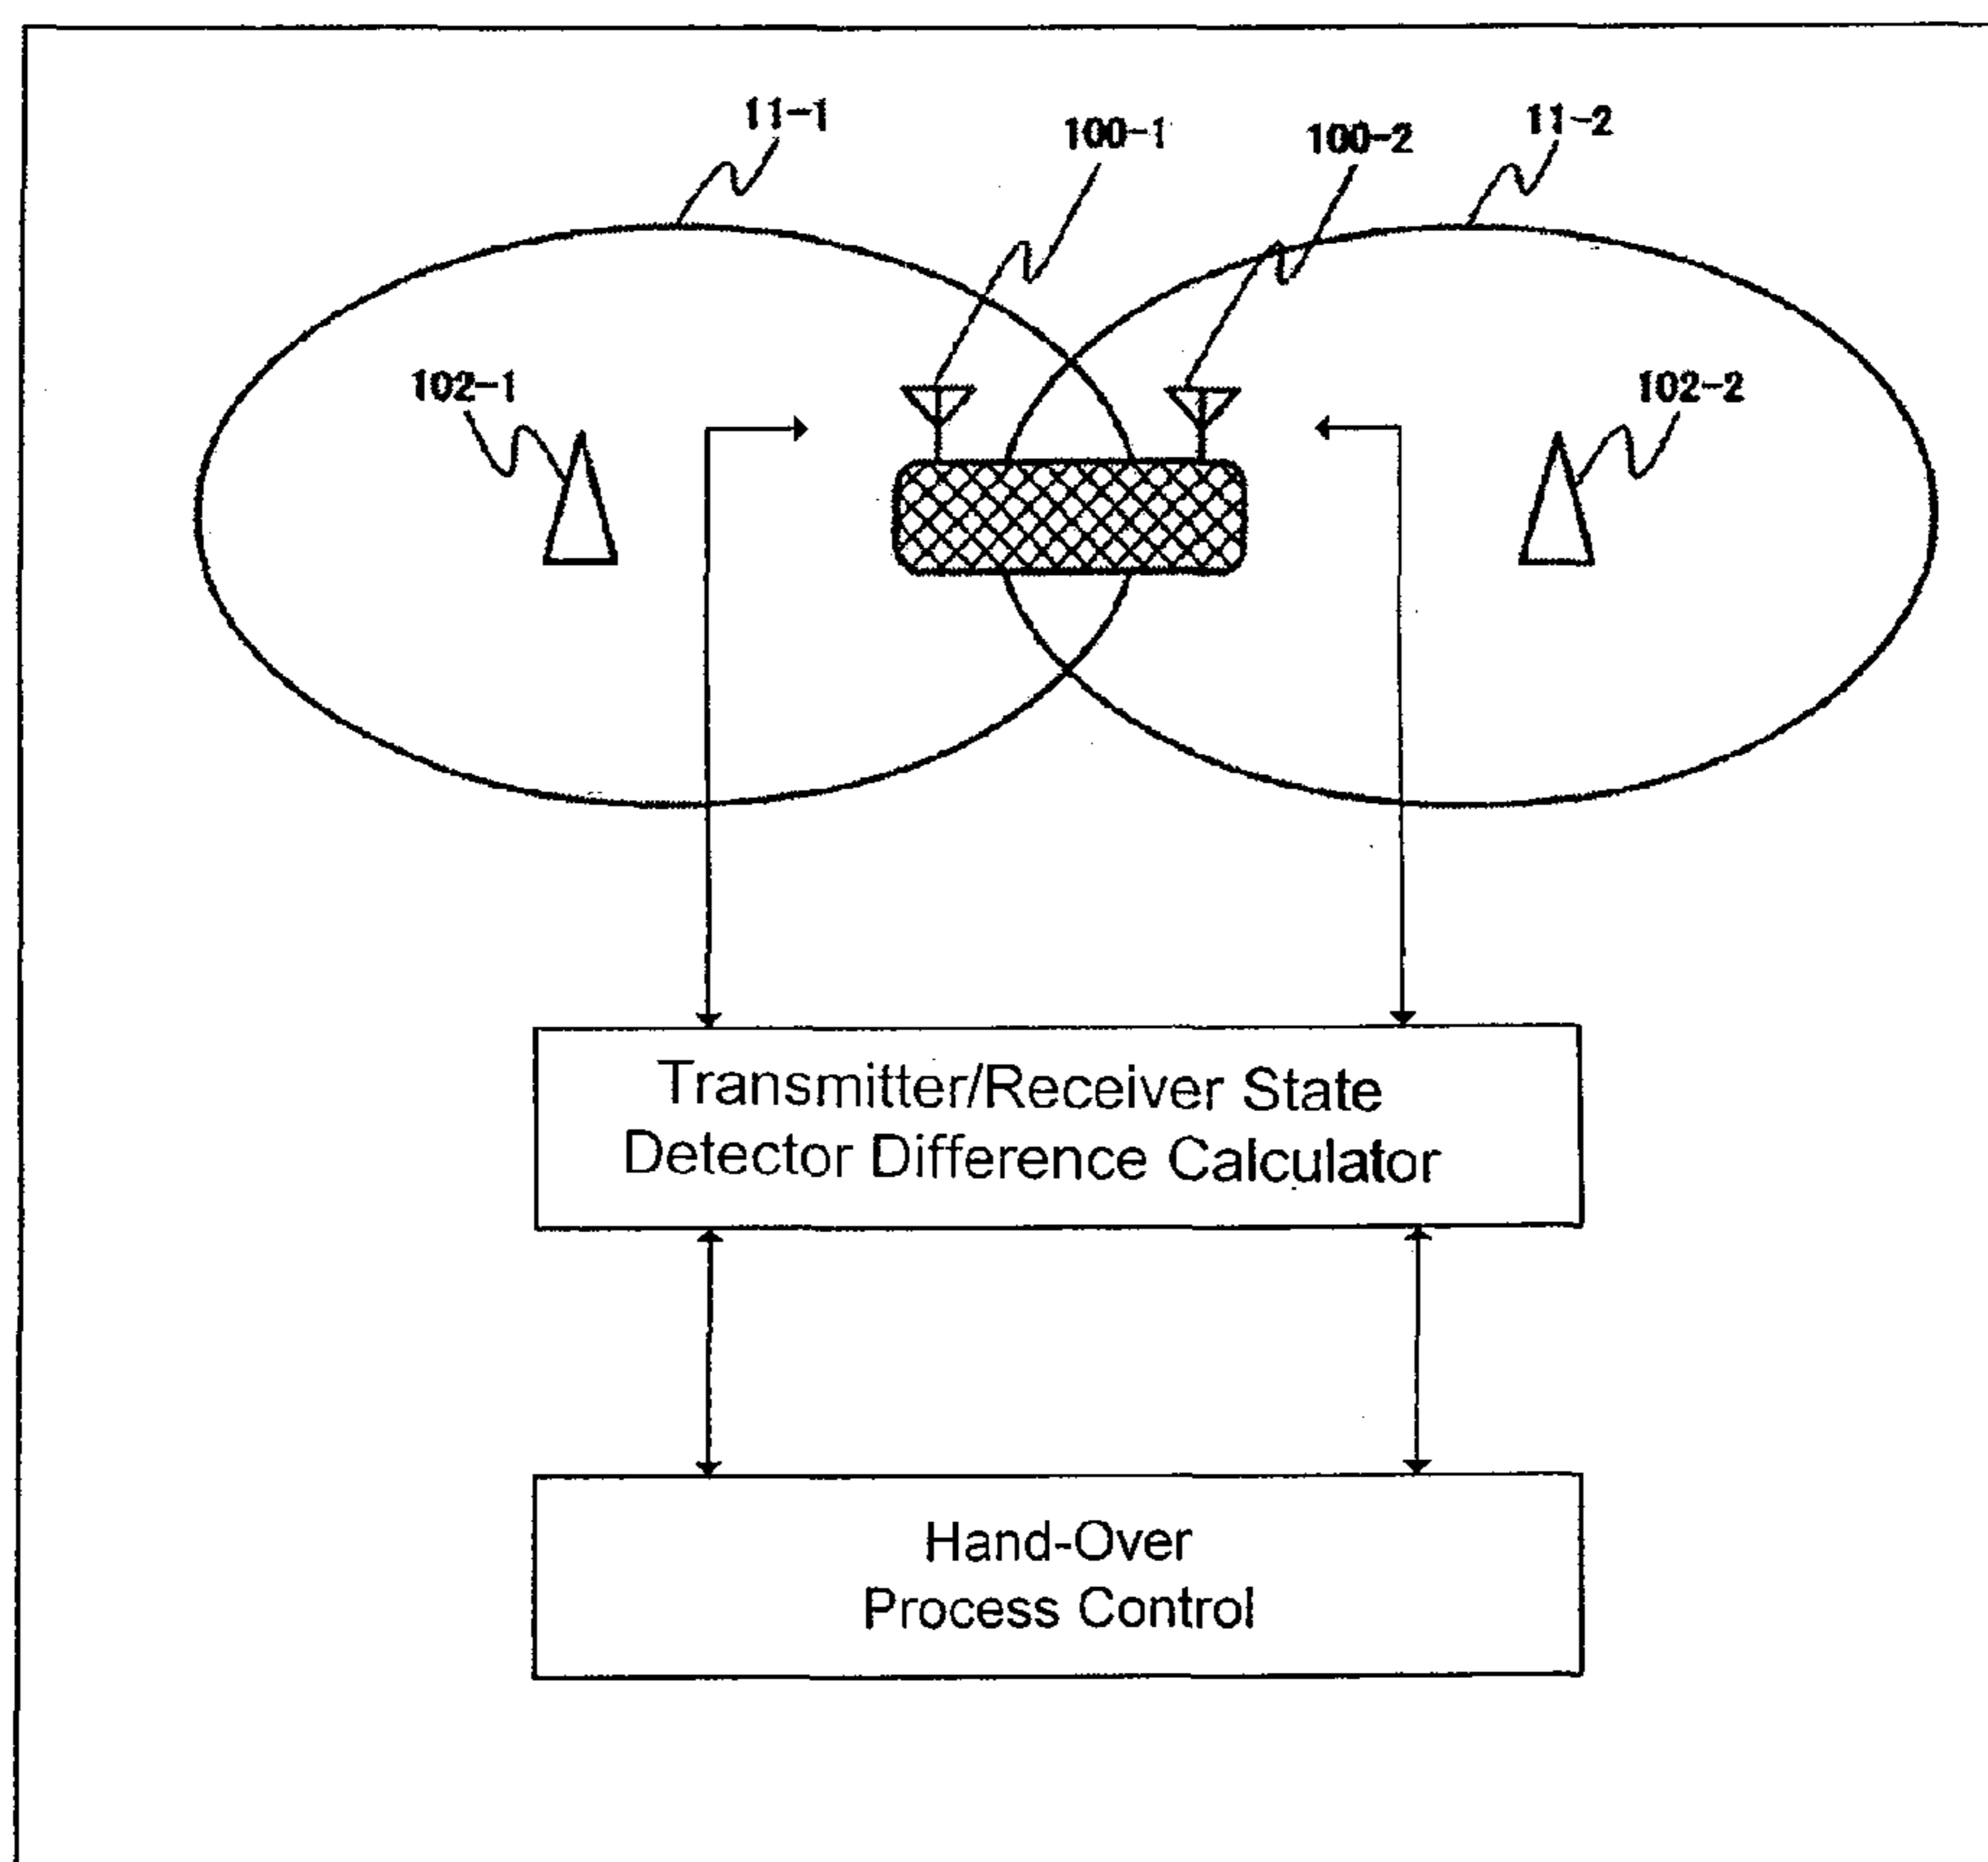 11-1
100-1
100-2
11-2
102-1
102-2
Transmitter/Receiver State
Detector Difference Calculator
Hand-Over
Process Control